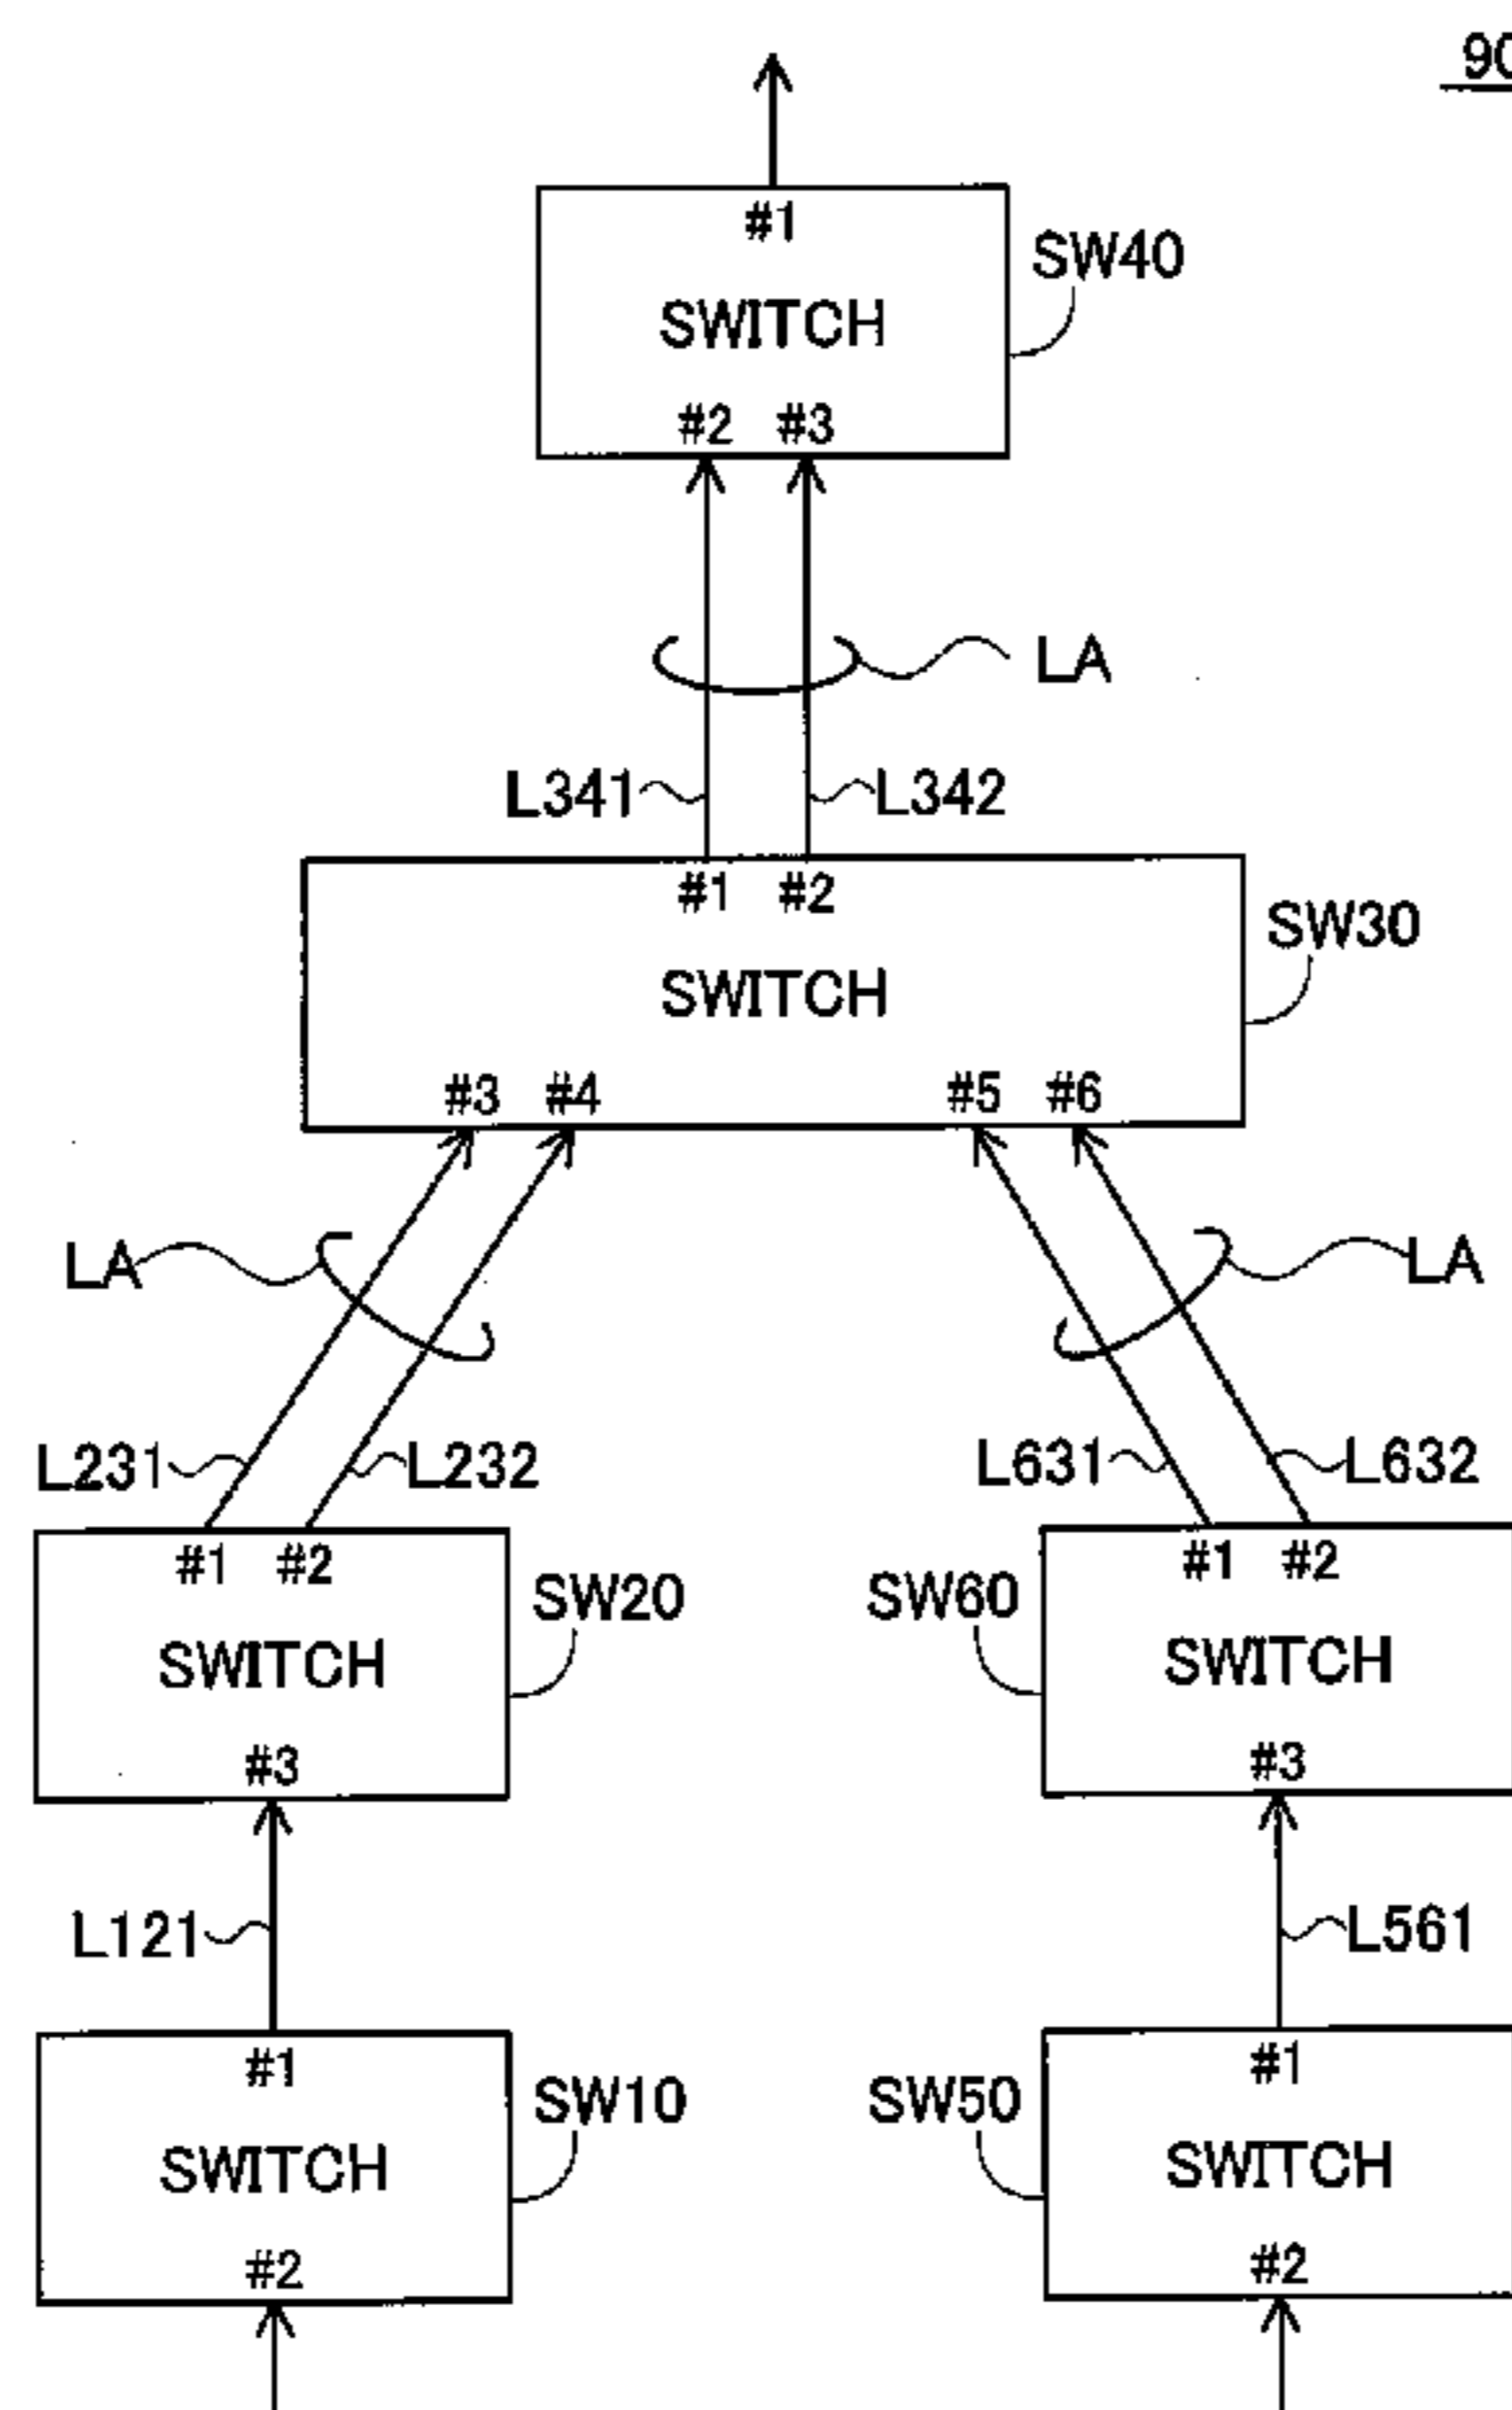 90
#1
SW40
SWITCH
#2 #3
LA
L341 L342
#1 #2
SW30
SWITCH
#3 #4 #5 #6
LA LA
L231 L232 L631 L632
#1 #2 #1 #2
SW20 SW60
SWITCH SWITCH
#3 #3
L121 L561
#1 #1
SW10 SW50
SWITCH SWITCH
#2 #2